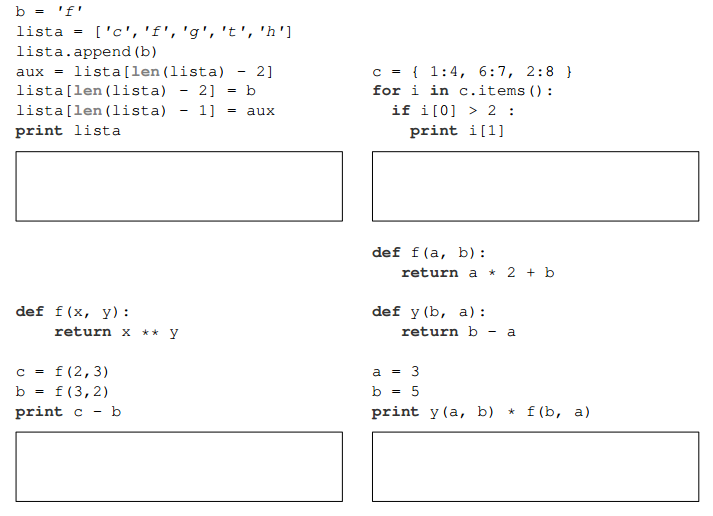 b = 'f'
lista = ['c','f','g','t','h']
lista.append(b)
aux = lista[len(lista) - 2]
lista[len(lista) - 2] = b
lista[len(lista) - 1] = aux
print lista
c = { 1:4, 6:7, 2:8 }
for i in c.items():
if i[0] > 2 :
print i[1]
def f(x, y):
return x ** y
c = f(2,3)
b = f(3,2)
print c - b
def f(a, b):
return a * 2 + b
def y(b, a):
return b - a
a = 3
b = 5
print y(a, b) * f(b, a)